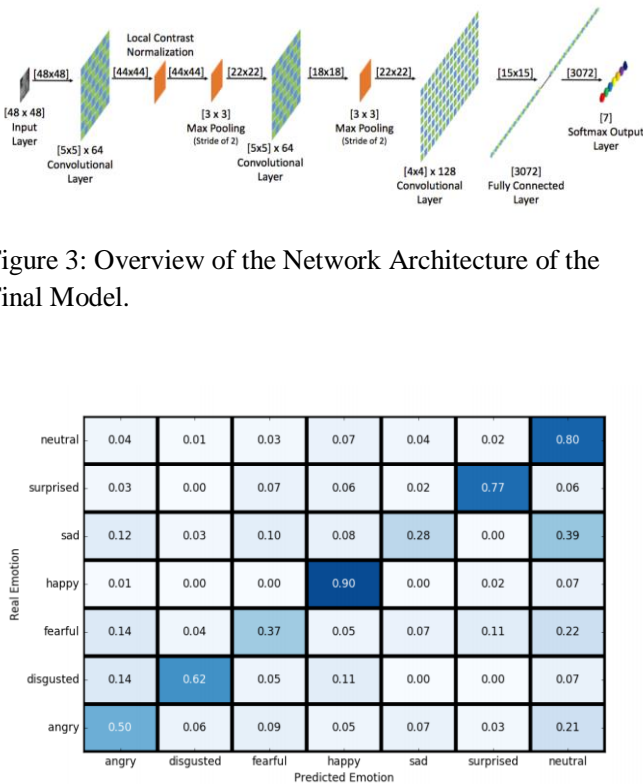 Local Contrast
Normalization
[48x48] [44x44] [44x44] [22x22] [18x18] [22x22] [15x15] [3072]
[48 x 48]
Input
Layer
[5x5] x 64
Convolutional
Layer
[3 x 3]
Max Pooling
(Stride of 2)
[5x5] x 64
Convolutional
Layer
[3 x 3]
Max Pooling
(Stride of 2)
[4x4] x 128
Convolutional
Layer
[3072]
Fully Connected
Layer
[7]
Softmax Output
Layer
igure 3: Overview of the Network Architecture of the
inal Model.
Real Emotion
neutral 0.04 0.01 0.03 0.07 0.04 0.02 0.80
surprised 0.03 0.00 0.07 0.06 0.02 0.77 0.06
sad 0.12 0.03 0.10 0.08 0.28 0.00 0.39
happy 0.01 0.00 0.00 0.90 0.00 0.02 0.07
fearful 0.14 0.04 0.37 0.05 0.07 0.11 0.22
disgusted 0.14 0.62 0.05 0.11 0.00 0.00 0.07
angry 0.50 0.06 0.09 0.05 0.07 0.03 0.21
angry disgusted fearful happy sad surprised neutral
Predicted Emotion